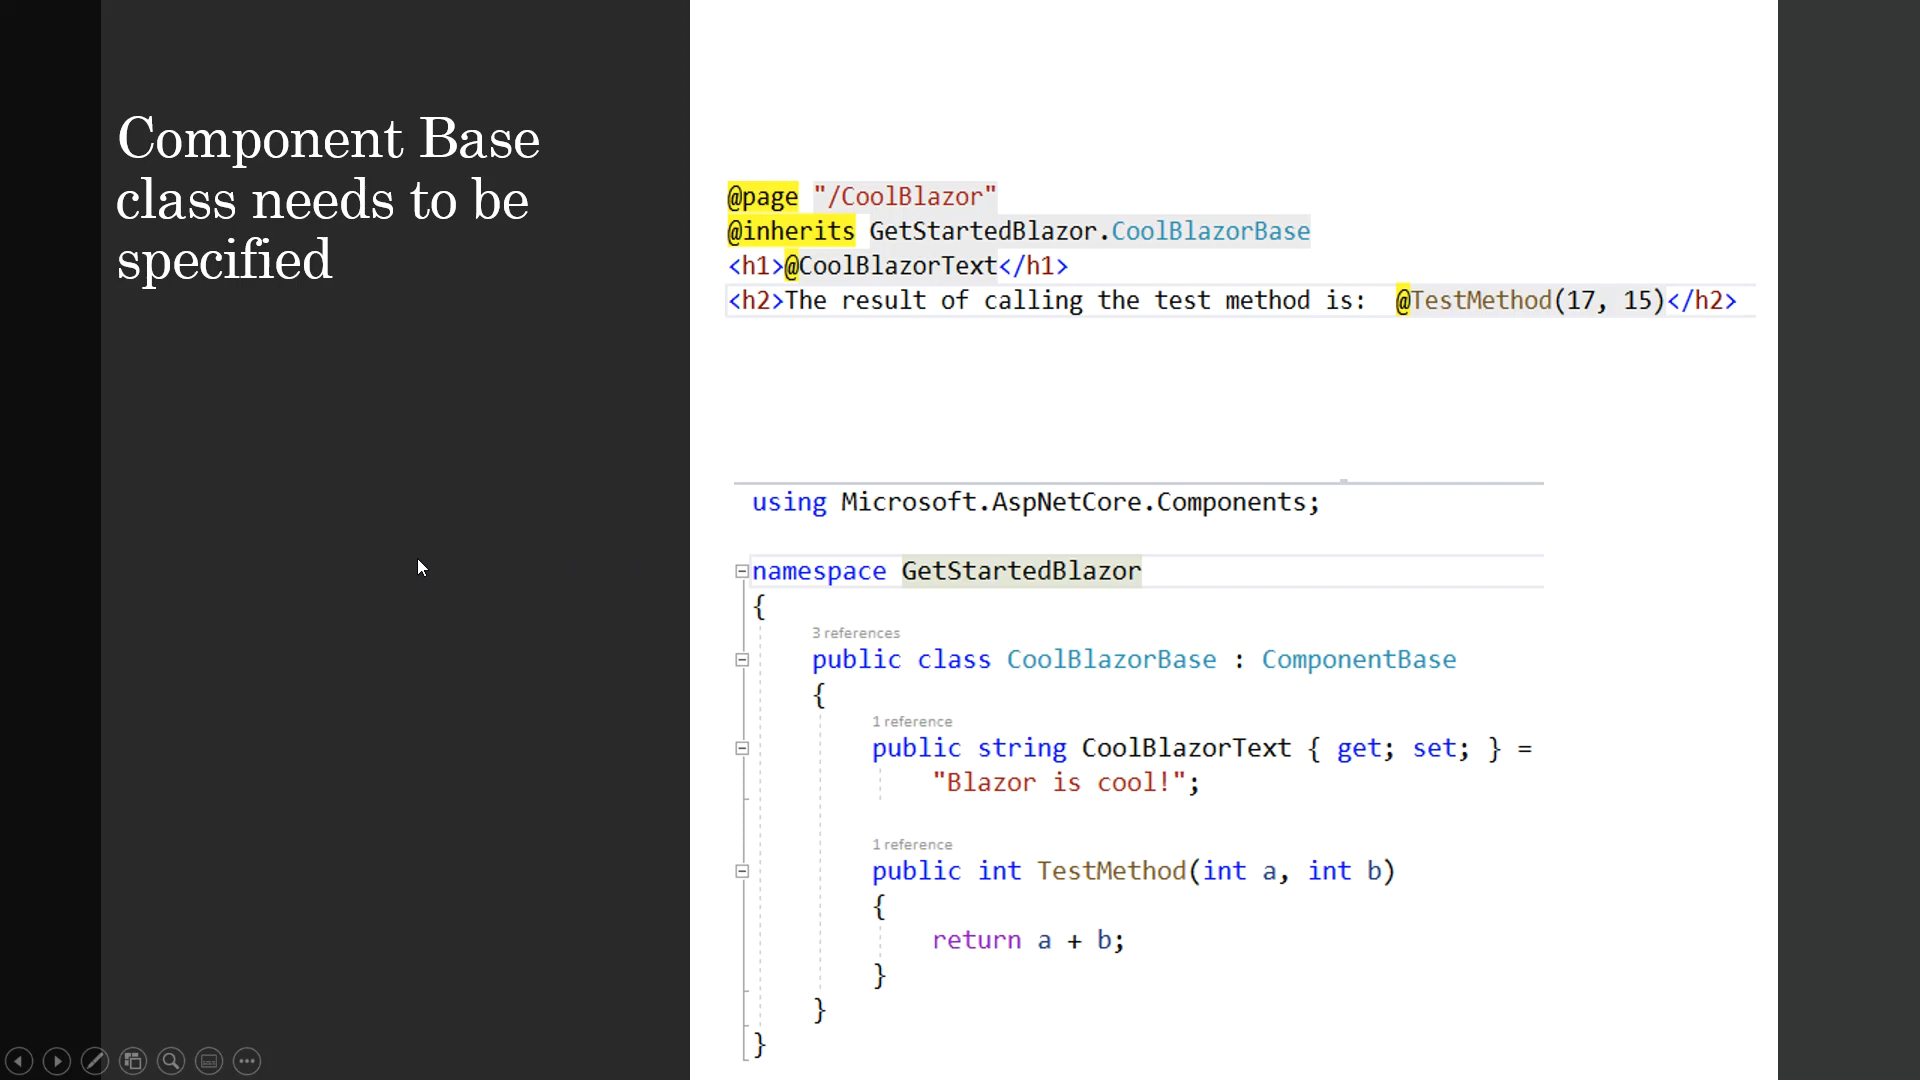 Component Base
class needs to be
specified
@page "/CoolBlazor"
@inherits GetStartedBlazor.CoolBlazorBase
<h1>@CoolBlazorText</h1>
<h2>The result of calling the test method is:  @TestMethod(17, 15)</h2>
using Microsoft.AspNetCore.Components;
namespace GetStartedBlazor
{
3 references
public class CoolBlazorBase : ComponentBase
{
1 reference
public string CoolBlazorText { get; set; } =
"Blazor is cool!";
1 reference
public int TestMethod(int a, int b)
{
return a + b;
}
}
}